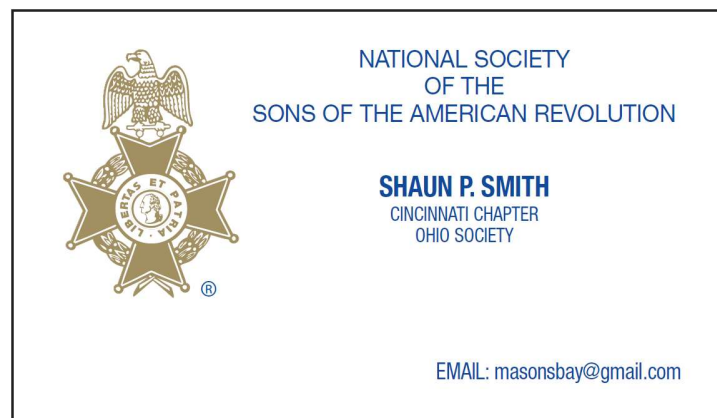 NATIONAL SOCIETY
OF THE
SONS OF THE AMERICAN REVOLUTION
SHAUN P. SMITH
CINCINNATI CHAPTER
OHIO SOCIETY
LIBERTAS ET PATRIA
®
EMAIL: masonsbay@gmail.com